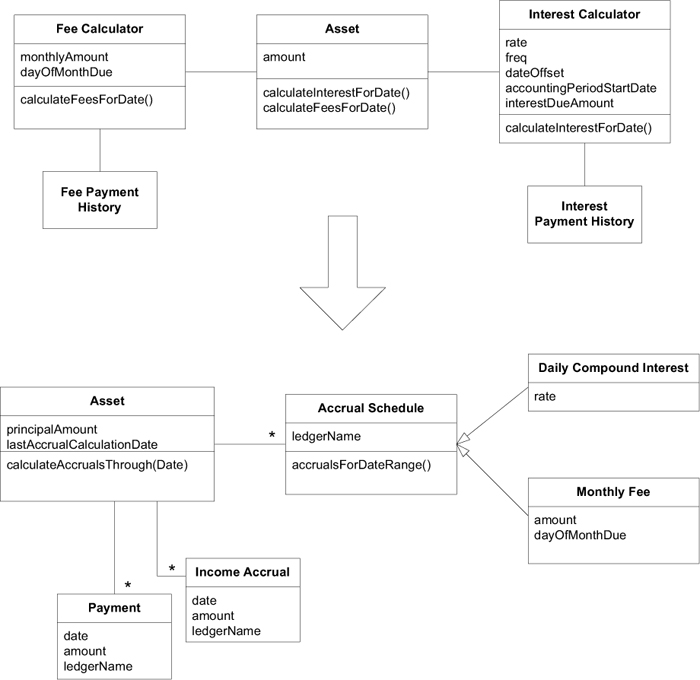 Fee Calculator
monthlyAmount
dayOfMonthDue
calculateFeesForDate()
Asset
amount
calculateInterestForDate()
calculateFeesForDate()
Interest Calculator
rate
freq
dateOffset
accountingPeriodStartDate
interestDueAmount
calculateInterestForDate()
Fee Payment
History
Interest
Payment History
Asset
principalAmount
lastAccrualCalculationDate
calculateAccrualsThrough(Date)
*
Accrual Schedule
ledgerName
accrualsForDateRange()
Daily Compound Interest
rate
Monthly Fee
amount
dayOfMonthDue
*
Payment
date
amount
ledgerName
*
Income Accrual
date
amount
ledgerName